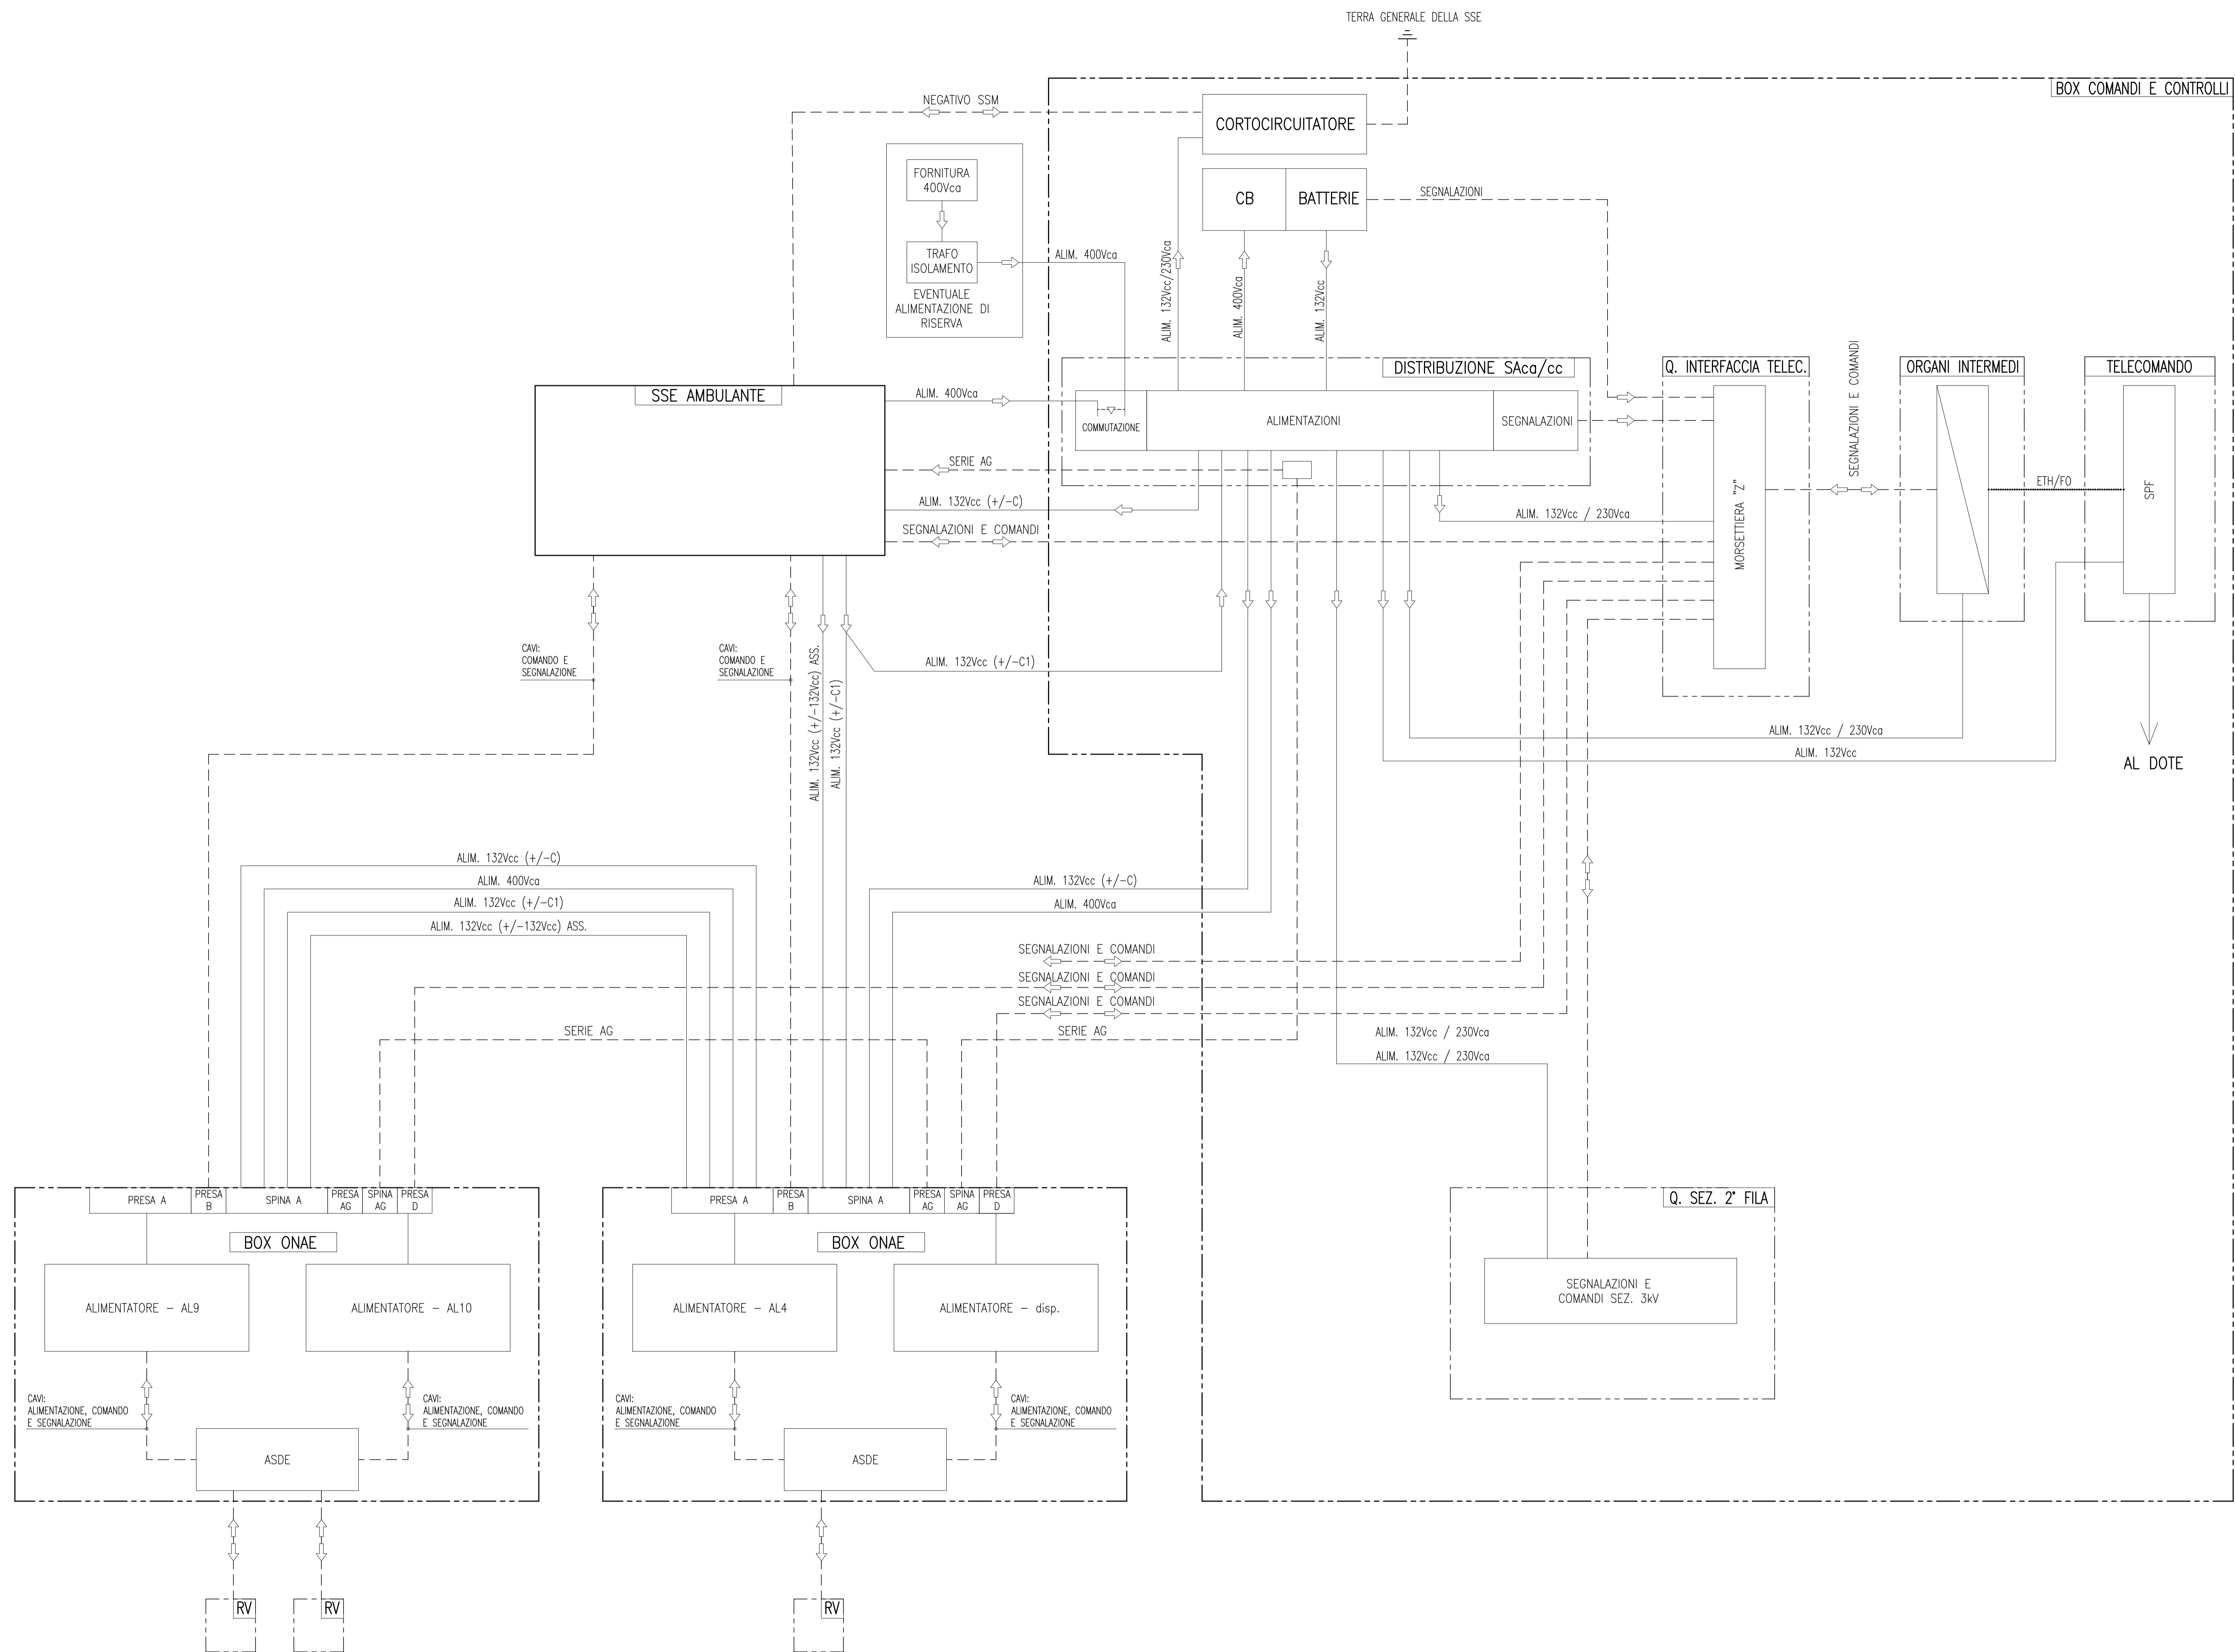 TERRA GENERALE DELLA SSE
BOX COMANDI E CONTROLLI
NEGATIVO SSM
CORTOCIRCUITATORE
FORNITURA
400Vca
TRAFO
ISOLAMENTO
EVENTUALE
ALIMENTAZIONE DI
RISERVA
ALIM. 400Vca
CB
BATTERIE
SEGNALAZIONI
ALIM. 132Vcc/230Vca
ALIM. 400Vca
ALIM. 132Vcc
DISTRIBUZIONE SAca/cc
COMMUTAZIONE
ALIMENTAZIONI
SEGNALAZIONI
Q. INTERFACCIA TELEC.
MORSETTIERA "Z"
SEGNALAZIONI E COMANDI
ORGANI INTERMEDI
ETH/FO
TELECOMANDO
SPF
AL DOTE
SSE AMBULANTE
ALIM. 400Vca
SERIE AG
ALIM. 132Vcc (+/-C)
SEGNALAZIONI E COMANDI
ALIM. 132Vcc / 230Vca
CAVI:
COMANDO E
SEGNALAZIONE
CAVI:
COMANDO E
SEGNALAZIONE
ALIM. 132Vcc (+/-132Vcc) ASS.
ALIM. 132Vcc (+/-C1)
ALIM. 132Vcc (+/-C1)
ALIM. 132Vcc / 230Vca
ALIM. 132Vcc
ALIM. 132Vcc (+/-C)
ALIM. 400Vca
ALIM. 132Vcc (+/-C1)
ALIM. 132Vcc (+/-132Vcc) ASS.
ALIM. 132Vcc (+/-C)
ALIM. 400Vca
SEGNALAZIONI E COMANDI
SEGNALAZIONI E COMANDI
SEGNALAZIONI E COMANDI
SERIE AG
SERIE AG
ALIM. 132Vcc / 230Vca
ALIM. 132Vcc / 230Vca
PRESA A
PRESA
B
SPINA A
PRESA
AG
SPINA
AG
PRESA
D
BOX ONAE
ALIMENTATORE - AL9
ALIMENTATORE - AL10
CAVI:
ALIMENTAZIONE, COMANDO
E SEGNALAZIONE
CAVI:
ALIMENTAZIONE, COMANDO
E SEGNALAZIONE
ASDE
RV
RV
PRESA A
PRESA
B
SPINA A
PRESA
AG
SPINA
AG
PRESA
D
BOX ONAE
ALIMENTATORE - AL4
ALIMENTATORE - disp.
CAVI:
ALIMENTAZIONE, COMANDO
E SEGNALAZIONE
CAVI:
ALIMENTAZIONE, COMANDO
E SEGNALAZIONE
ASDE
RV
Q. SEZ. 2° FILA
SEGNALAZIONI E
COMANDI SEZ. 3kV